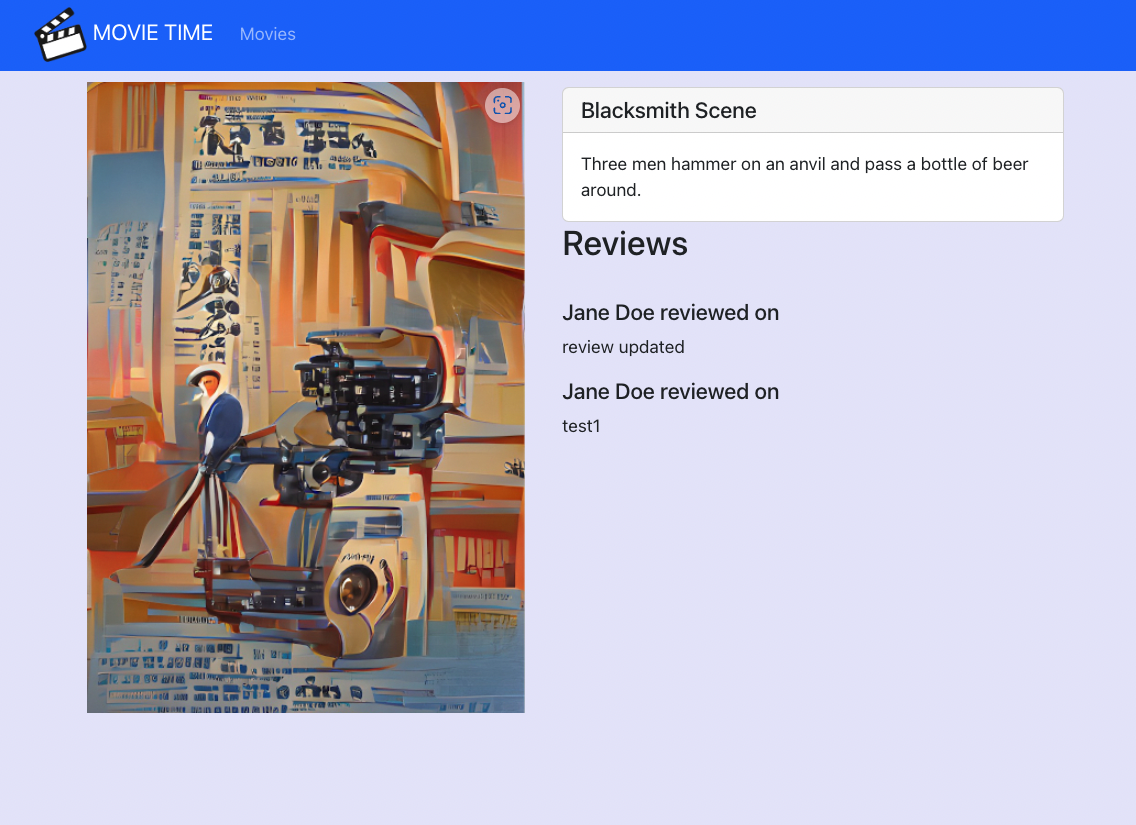 MOVIE TIME Movies
Blacksmith Scene
Three men hammer on an anvil and pass a bottle of beer
around.
Reviews
Jane Doe reviewed on
review updated
Jane Doe reviewed on
test1